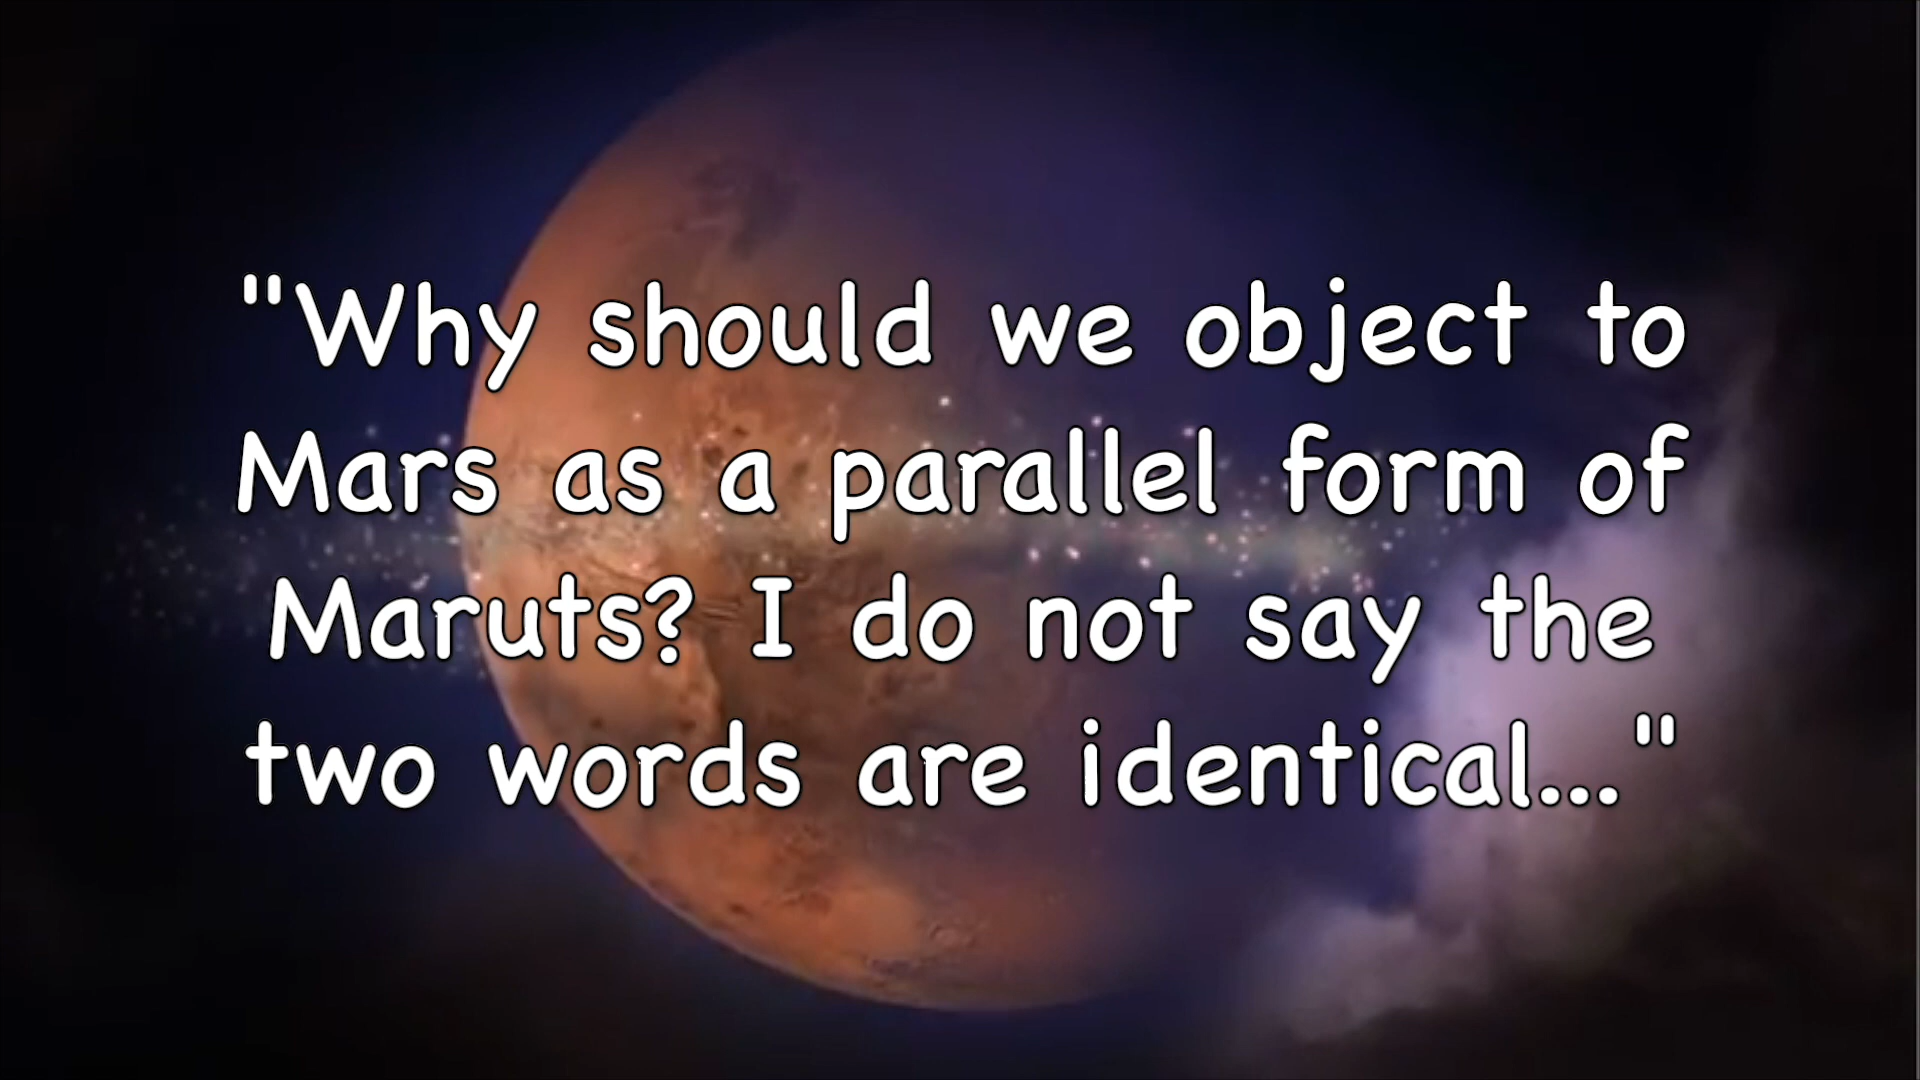 "Why should we object to
Mars as a parallel form of
Maruts? I do not say the
two words are identical..."